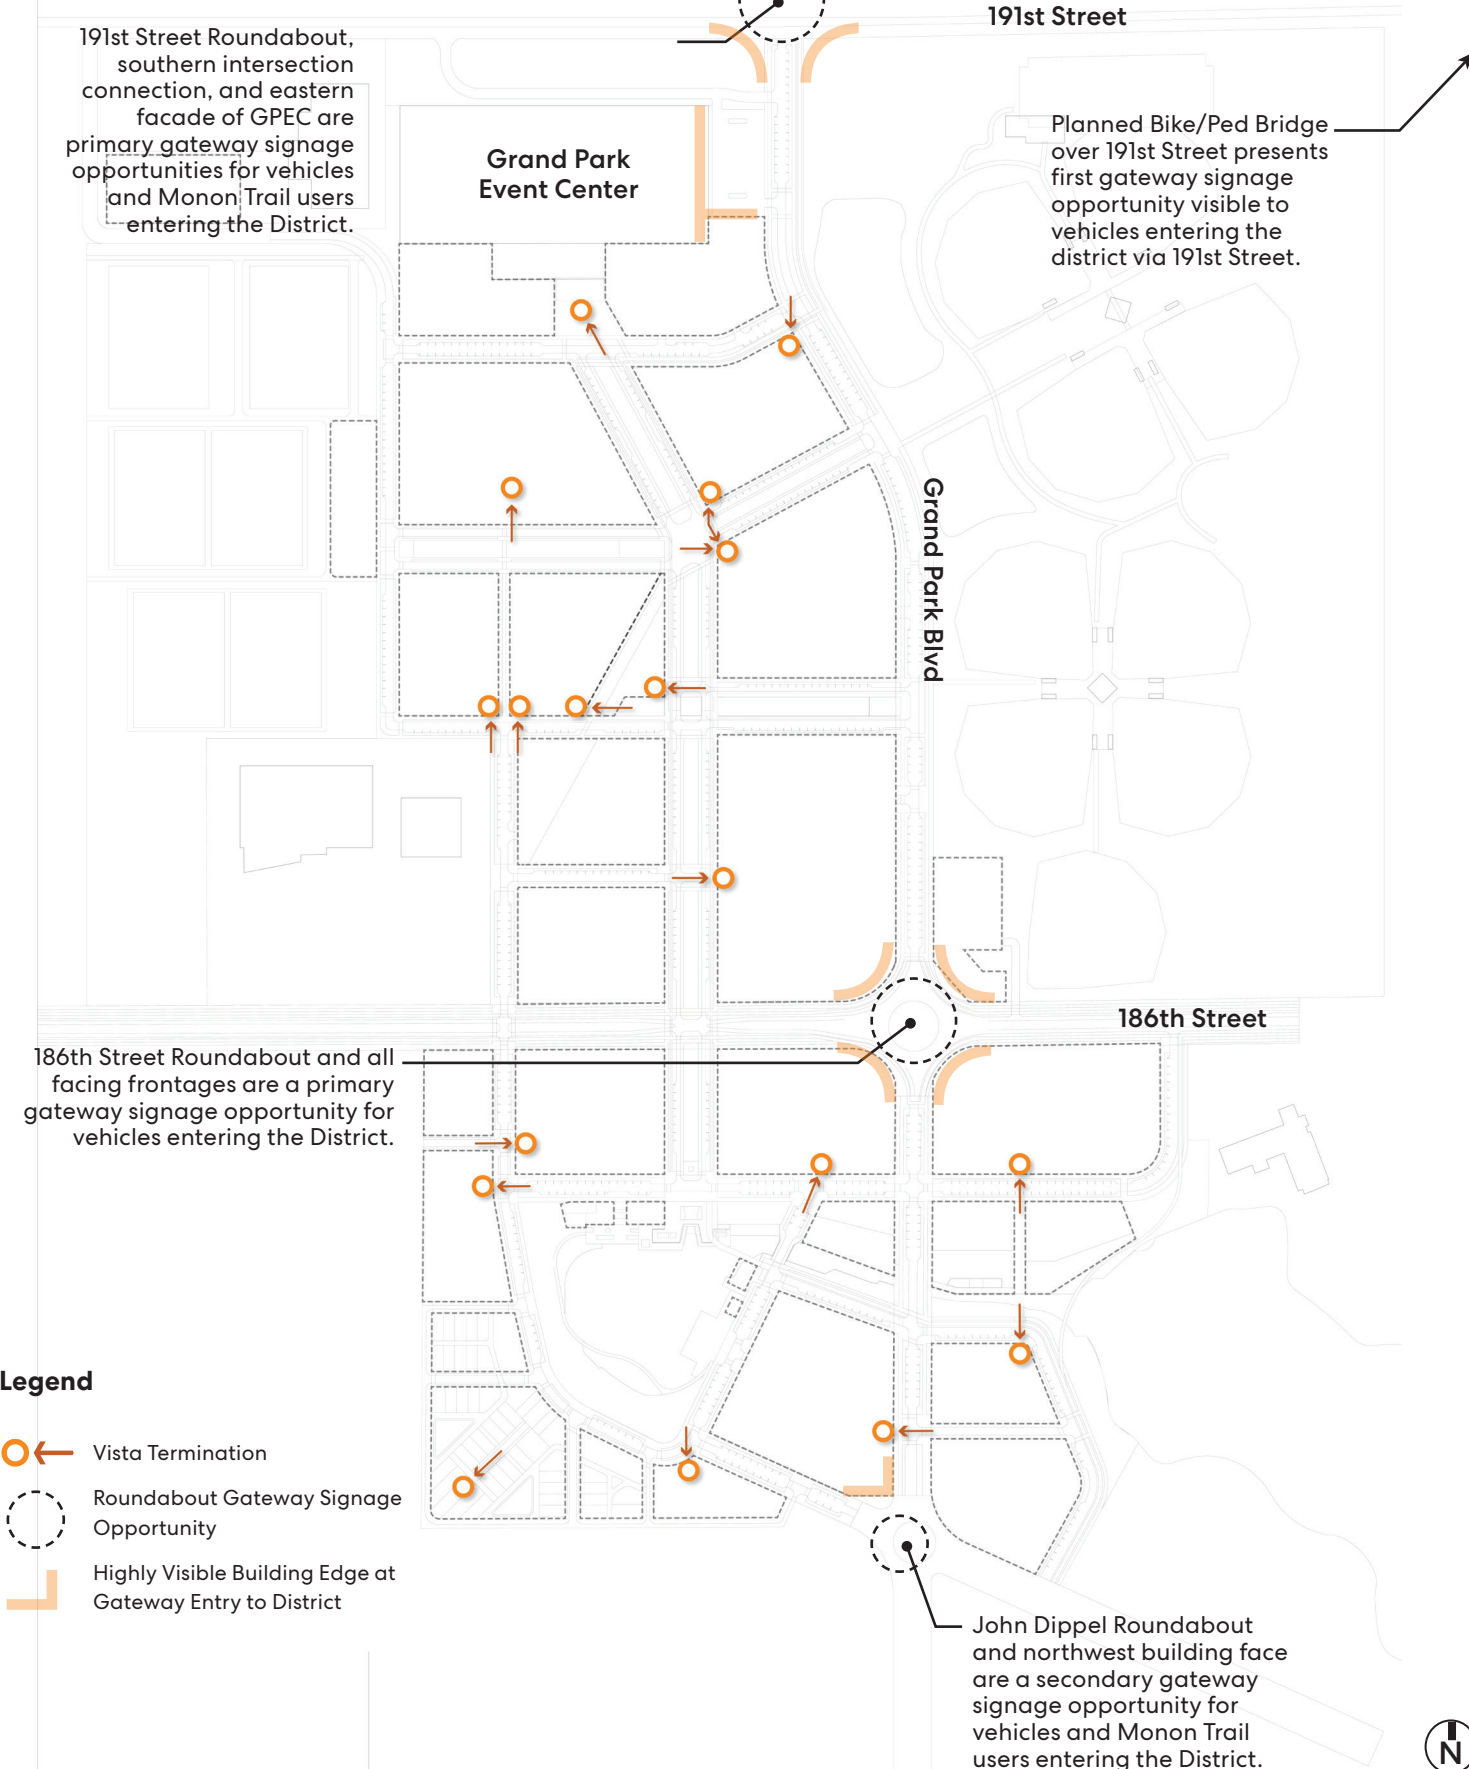 191st Street
191st Street Roundabout,
southern intersection
connection, and eastern
facade of GPEC are
primary gateway signage
opportunities for vehicles
and Monon Trail users
entering the District.
Planned Bike/Ped Bridge
over 191st Street presents
first gateway signage
opportunity visible to
vehicles entering the
district via 191st Street.
Grand Park
Event Center
Grand Park Blvd
186th Street
186th Street Roundabout and all
facing frontages are a primary
gateway signage opportunity for
vehicles entering the District.
Legend
Vista Termination
Roundabout Gateway Signage
Opportunity
Highly Visible Building Edge at
Gateway Entry to District
John Dippel Roundabout
and northwest building face
are a secondary gateway
signage opportunity for
vehicles and Monon Trail
users entering the District.
N